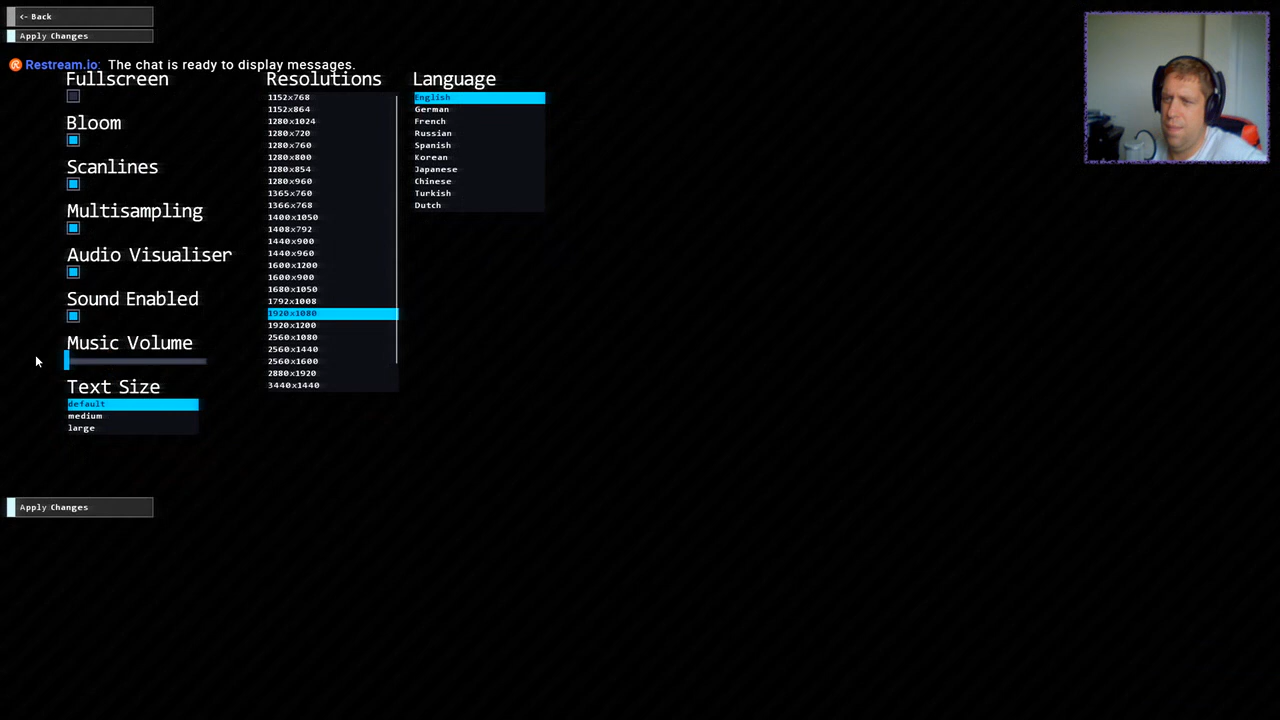 <- Back
Apply Changes
Restream.io: The chat is ready to display messages.
Fullscreen
Bloom
Scanlines
Multisampling
Audio Visualiser
Sound Enabled
Music Volume
Text Size
default
medium
large
Resolutions
1152x768
1152x864
1280x1024
1280x720
1280x760
1280x800
1280x854
1280x960
1365x760
1366x768
1400x1050
1408x792
1440x900
1440x960
1600x1200
1600x900
1680x1050
1792x1008
1920x1080
1920x1200
2560x1080
2560x1440
2560x1600
2880x1920
3440x1440
Language
English
German
French
Russian
Spanish
Korean
Japanese
Chinese
Turkish
Dutch
Apply Changes